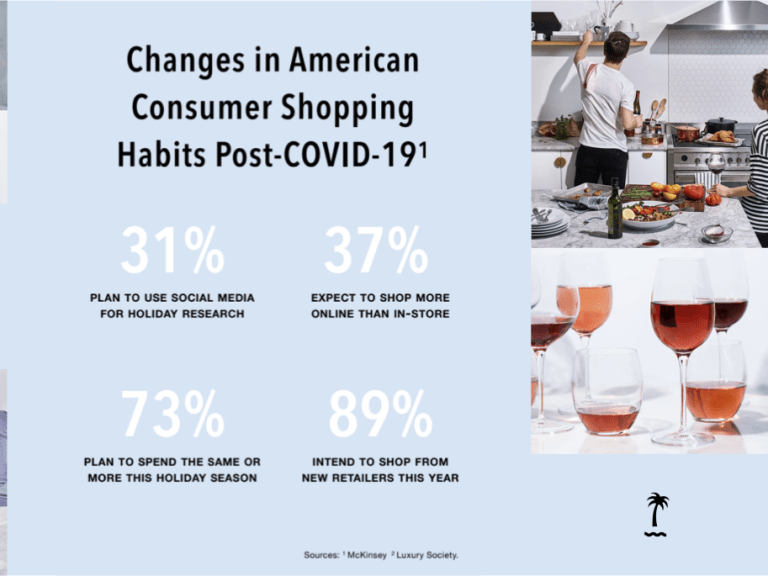 Changes in American
Consumer Shopping
Habits Post-COVID-19¹
31%
PLAN TO USE SOCIAL MEDIA
FOR HOLIDAY RESEARCH
37%
EXPECT TO SHOP MORE
ONLINE THAN IN-STORE
73%
PLAN TO SPEND THE SAME OR
MORE THIS HOLIDAY SEASON
89%
INTEND TO SHOP FROM
NEW RETAILERS THIS YEAR
Sources: ¹ McKinsey ² Luxury Society.